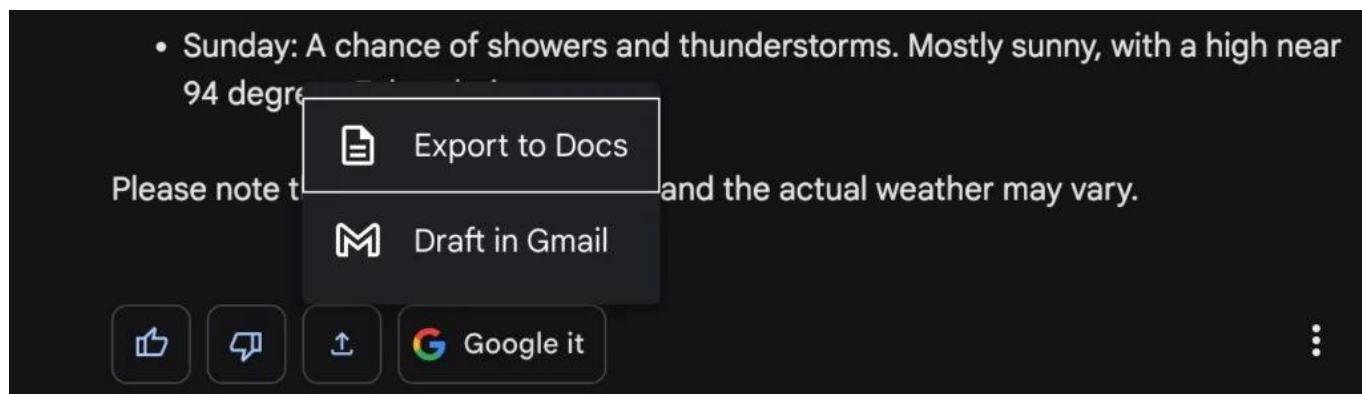 • Sunday: A chance of showers and thunderstorms. Mostly sunny, with a high near
94 degre
Export to Docs
Please note t and the actual weather may vary.
Draft in Gmail
Google it